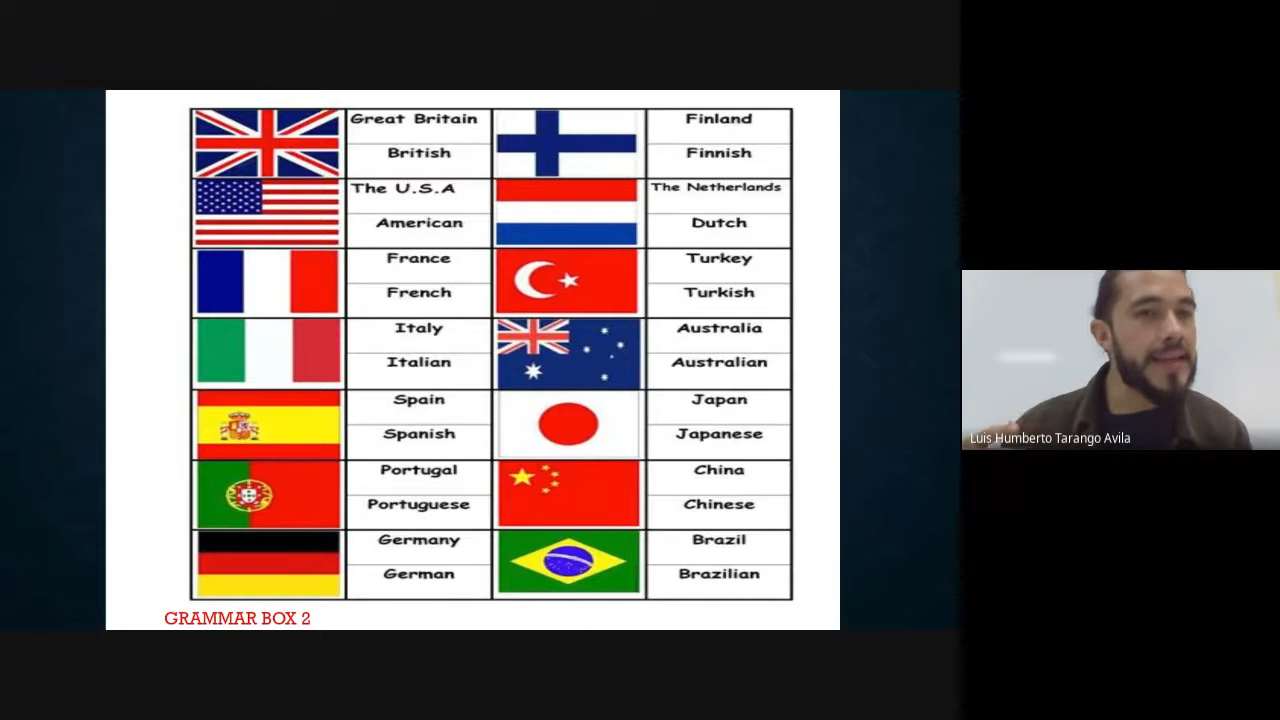 Great Britain
British
Finland
Finnish
The U.S.A
American
The Netherlands
Dutch
France
French
Turkey
Turkish
Italy
Italian
Australia
Australian
Spain
Spanish
Japan
Japanese
Portugal
Portuguese
China
Chinese
Germany
German
Brazil
Brazilian
GRAMMAR BOX 2
Luis Humberto Tarango Avila